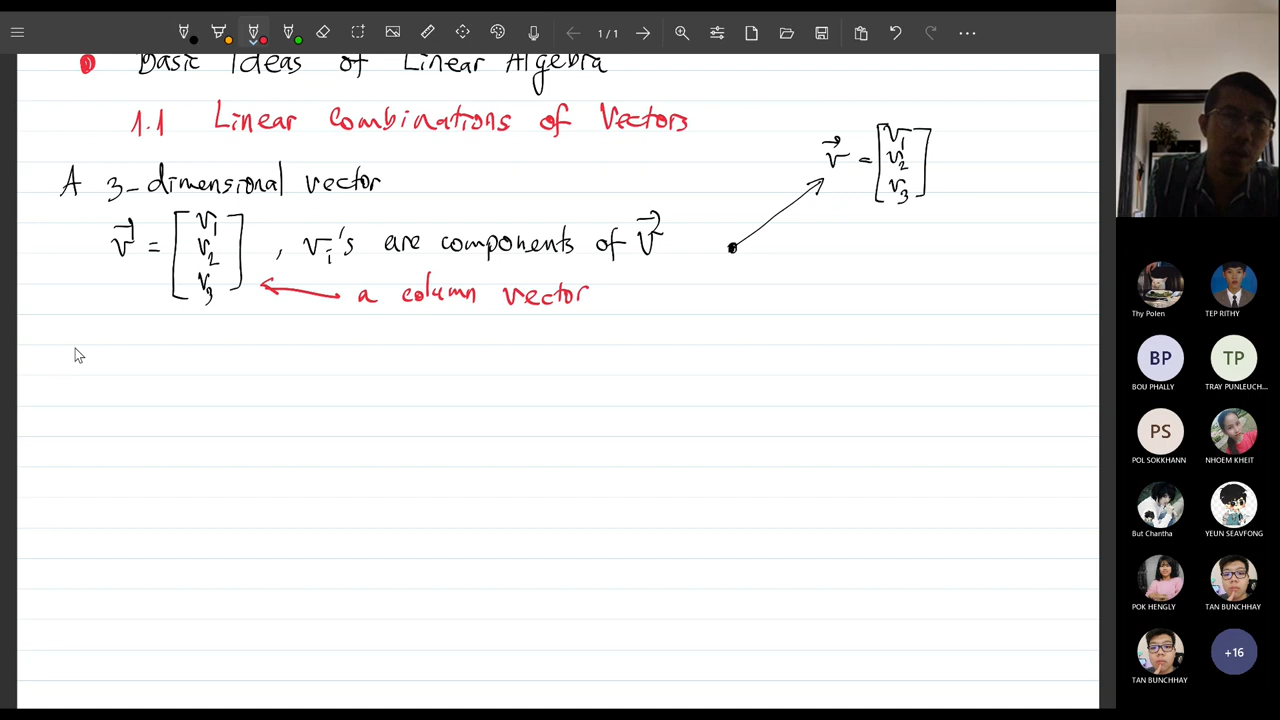 1/1
Basic Ideas of Linear Algebra
1.1 Linear Combinations of Vectors
A 3-dimensional vector
v⃗ = [v₁ v₂ v₃] , vᵢ's are components of v⃗
a column vector
v⃗ = [v₁ v₂ v₃]
Thy Polen
TEP RITHY
BP
TP
BOU PHALLY
TRAY PUNLEUCH...
PS
POL SOKKHANN
NHOEM KHEIT
But Chantha
YEUN SEAVFONG
POK HENGLY
TAN BUNCHHAY
+16
TAN BUNCHHAY